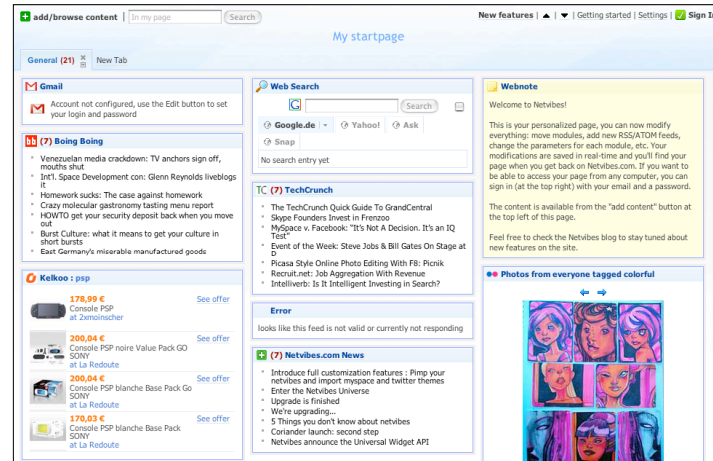 add/browse content | In my page Search
New features | ▲ | ▼ | Getting started | Settings | Sign In
My startpage
General (21) New Tab
Gmail
Account not configured, use the Edit button to set
your login and password
(7) Boing Boing
Venezuelan media crackdown: TV anchors sign off,
mouths shut
Int'l. Space Development con: Glenn Reynolds liveblogs
it
Homework sucks: The case against homework
Crazy molecular gastronomy tasting menu report
HOWTO get your security deposit back when you move
out
Burst Culture: what it means to get your culture in
short bursts
East Germany's miserable manufactured goods
Kelkoo : psp
178,99 € See offer
Console PSP
at 2xmoinscher
200,04 € See offer
Console PSP noire Value Pack GO
SONY
at La Redoute
200,04 € See offer
Console PSP blanche Base Pack Go
SONY
at La Redoute
170,03 € See offer
Console PSP blanche Base Pack
SONY
at La Redoute
Web Search
G Search
Google.de Yahoo! Ask
Snap
No search entry yet
TC (7) TechCrunch
The TechCrunch Quick Guide To GrandCentral
Skype Founders Invest in Frenzoo
MySpace v. Facebook: "It's Not A Decision. It's an IQ
Test"
Event of the Week: Steve Jobs & Bill Gates On Stage at
D
Picasa Style Online Photo Editing With F8: Picnik
Recruit.net: Job Aggregation With Revenue
Intelliverb: Is It Intelligent Investing in Search?
Error
looks like this feed is not valid or currently not responding
(7) Netvibes.com News
Introduce full customization features : Pimp your
netvibes and import myspace and twitter themes
Enter the Netvibes Universe
Upgrade is finished
We're upgrading...
5 Things you don't know about netvibes
Coriander launch: second step
Netvibes announce the Universal Widget API
Webnote
Welcome to Netvibes!
This is your personalized page, you can now modify
everything: move modules, add new RSS/ATOM feeds,
change the parameters for each module, etc. Your
modifications are saved in real-time and you'll find your
page when you get back on Netvibes.com. If you want to
be able to access your page from any computer, you can
sign in (at the top right) with your email and a password.
The content is available from the "add content" button at
the top left of this page.
Feel free to check the Netvibes blog to stay tuned about
new features on the site.
Photos from everyone tagged colorful